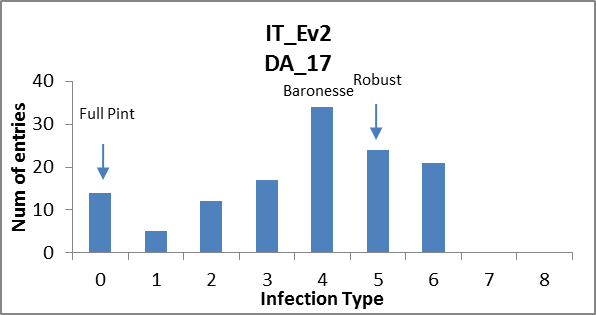 IT_Ev2
DA_17
Num of entries
40
30
20
10
0
Full Pint
Baronesse
Robust
0 1 2 3 4 5 6 7 8
Infection Type